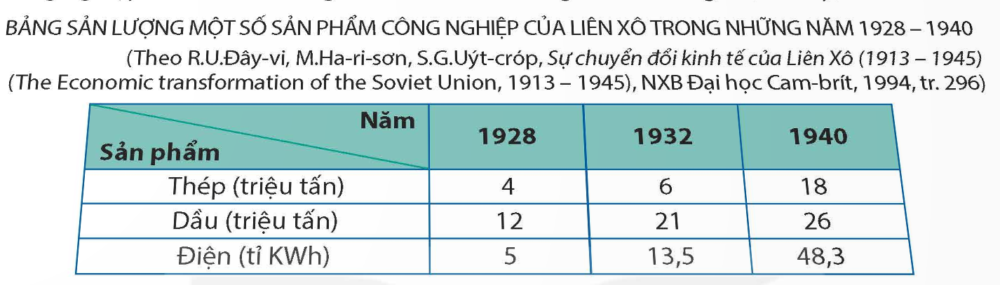 BẢNG SẢN LƯỢNG MỘT SỐ SẢN PHẨM CÔNG NGHIỆP CỦA LIÊN XÔ TRONG NHỮNG NĂM 1928 – 1940
(Theo R.U.Đây-vi, M.Ha-ri-sơn, S.G.Uýt-cróp, Sự chuyển đổi kinh tế của Liên Xô (1913 – 1945)
(The Economic transformation of the Soviet Union, 1913 – 1945), NXB Đại học Cam-brít, 1994, tr. 296)
Năm
Sản phẩm
1928 1932 1940
Thép (triệu tấn) 4 6 18
Dầu (triệu tấn) 12 21 26
Điện (tỉ KWh) 5 13,5 48,3